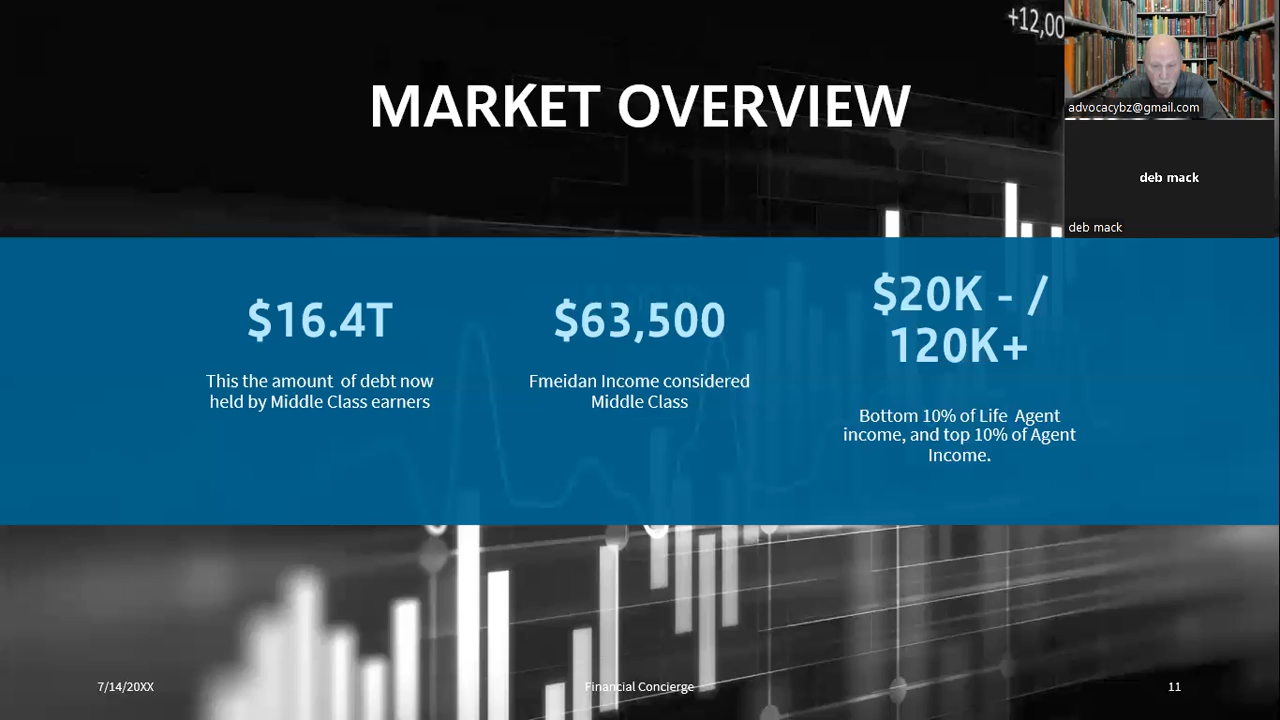 +12,00
MARKET OVERVIEW
advocacybz@gmail.com
deb mack
deb mack
$16.4T
This the amount of debt now
held by Middle Class earners
$63,500
Fmeidan Income considered
Middle Class
$20K - /
120K+
Bottom 10% of Life Agent
income, and top 10% of Agent
Income.
7/14/20XX
Financial Concierge
11